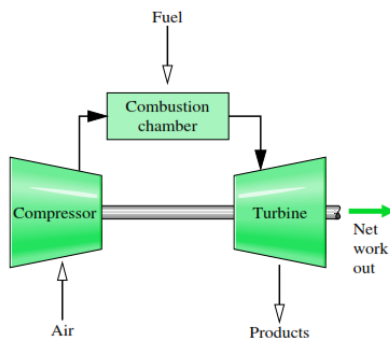 Fuel
Combustion
chamber
Compressor
Turbine
Net
work
out
Air
Products